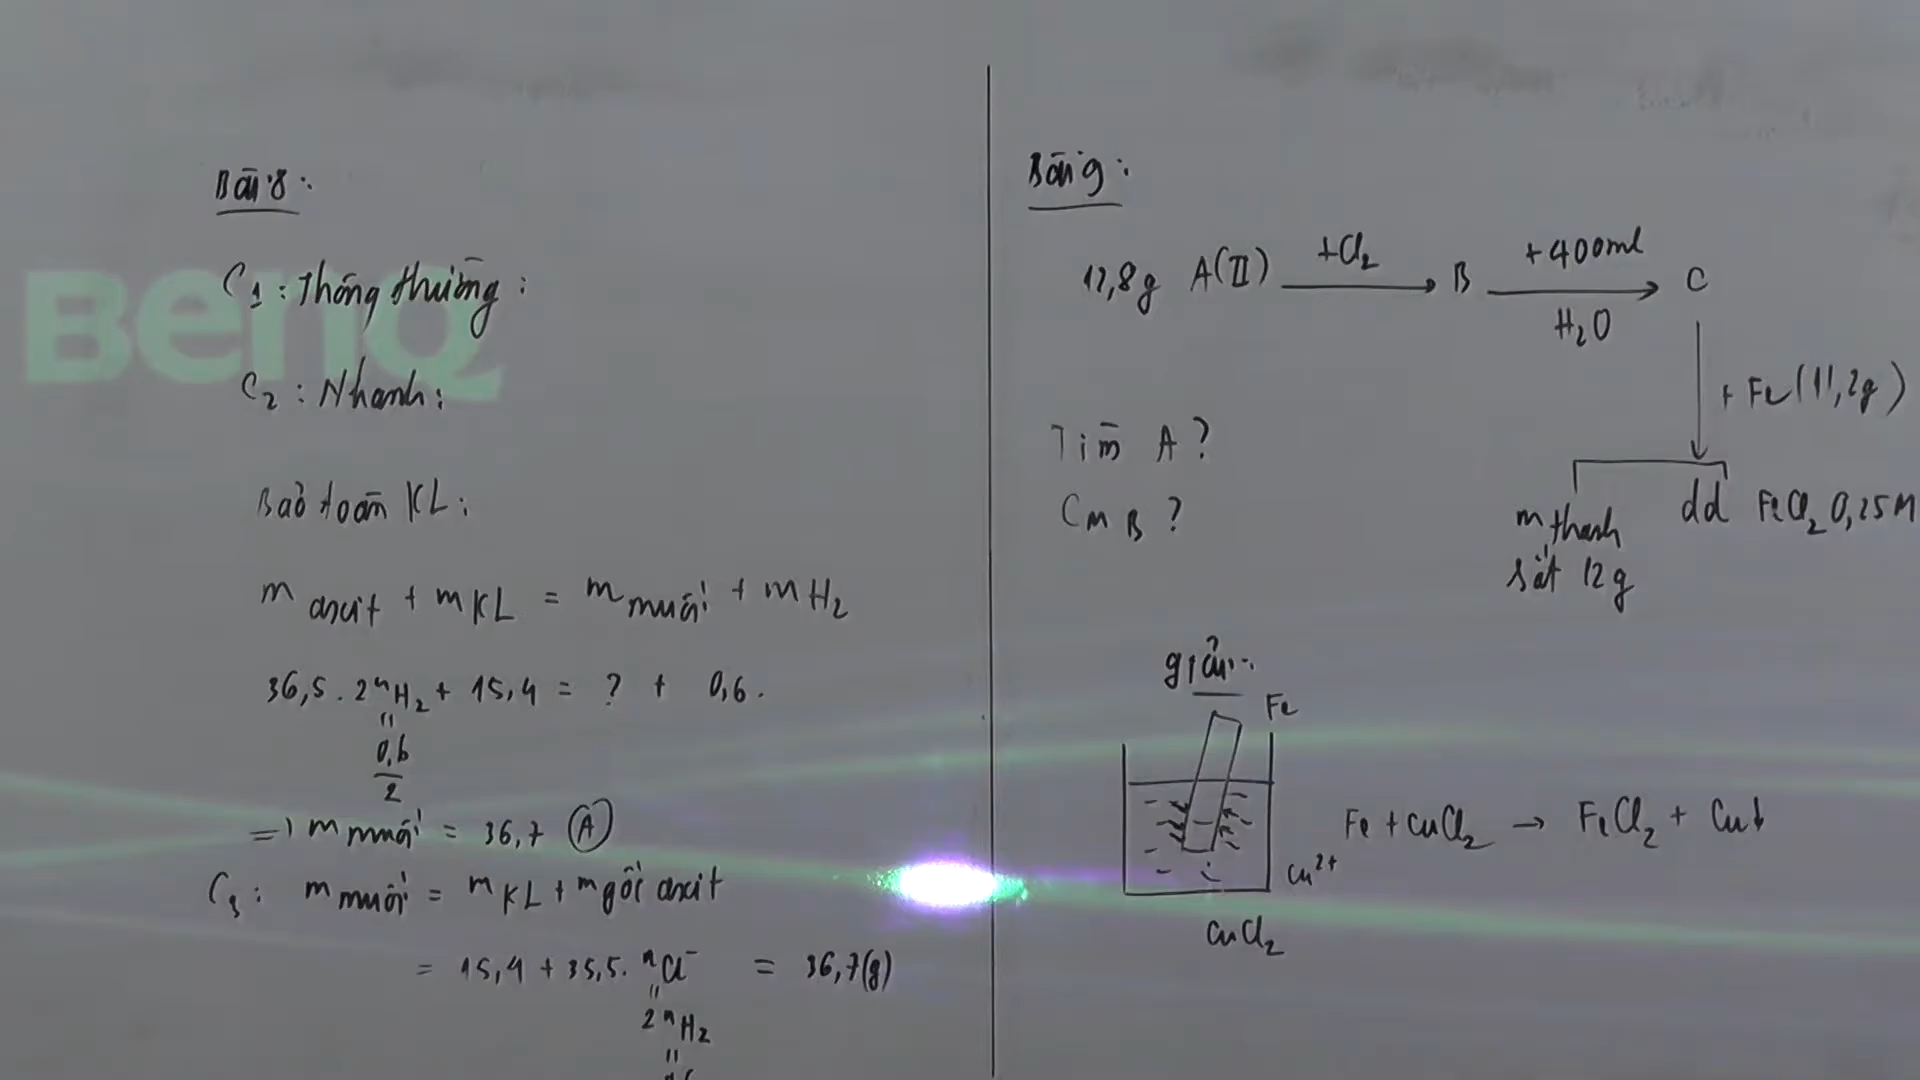 Bài 8:
C1: Thông thường:
BenQ
C2: Nhanh:
Bảo toàn KL:
m axit + m KL = m muối + m H2
36,5 . 2nH2 + 15,4 = ? + 0,6.
"
0,6
2
=> m muối = 36,7 (A)
C3: m muối = m KL + m gốc axit
= 15,4 + 35,5. nCl- = 36,7(g)
"
2nH2
"
Bài 9:
12,8g A(II) +Cl2 → B +400ml H2O → C
+ Fe (11,2g)
Tìm A?
CM B ?
m thanh sắt 12g
dd FeCl2 0,25M
giải:
Fe
Fe + CuCl2 → FeCl2 + Cu↓
Cu2+
CuCl2